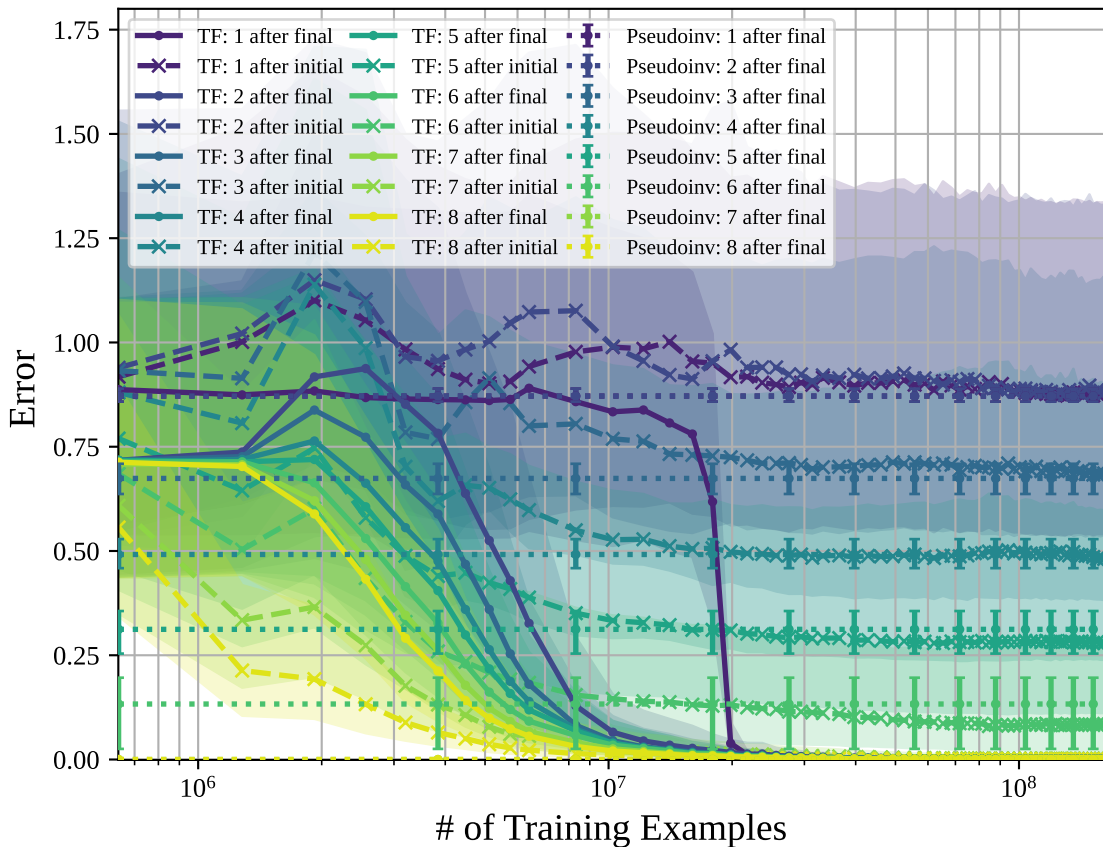 1.75
1.50
1.25
1.00
0.75
0.50
0.25
0.00
Error
TF: 1 after final
TF: 1 after initial
TF: 2 after final
TF: 2 after initial
TF: 3 after final
TF: 3 after initial
TF: 4 after final
TF: 4 after initial
TF: 5 after final
TF: 5 after initial
TF: 6 after final
TF: 6 after initial
TF: 7 after final
TF: 7 after initial
TF: 8 after final
TF: 8 after initial
Pseudoinv: 1 after final
Pseudoinv: 2 after final
Pseudoinv: 3 after final
Pseudoinv: 4 after final
Pseudoinv: 5 after final
Pseudoinv: 6 after final
Pseudoinv: 7 after final
Pseudoinv: 8 after final
10⁶ 10⁷ 10⁸
# of Training Examples